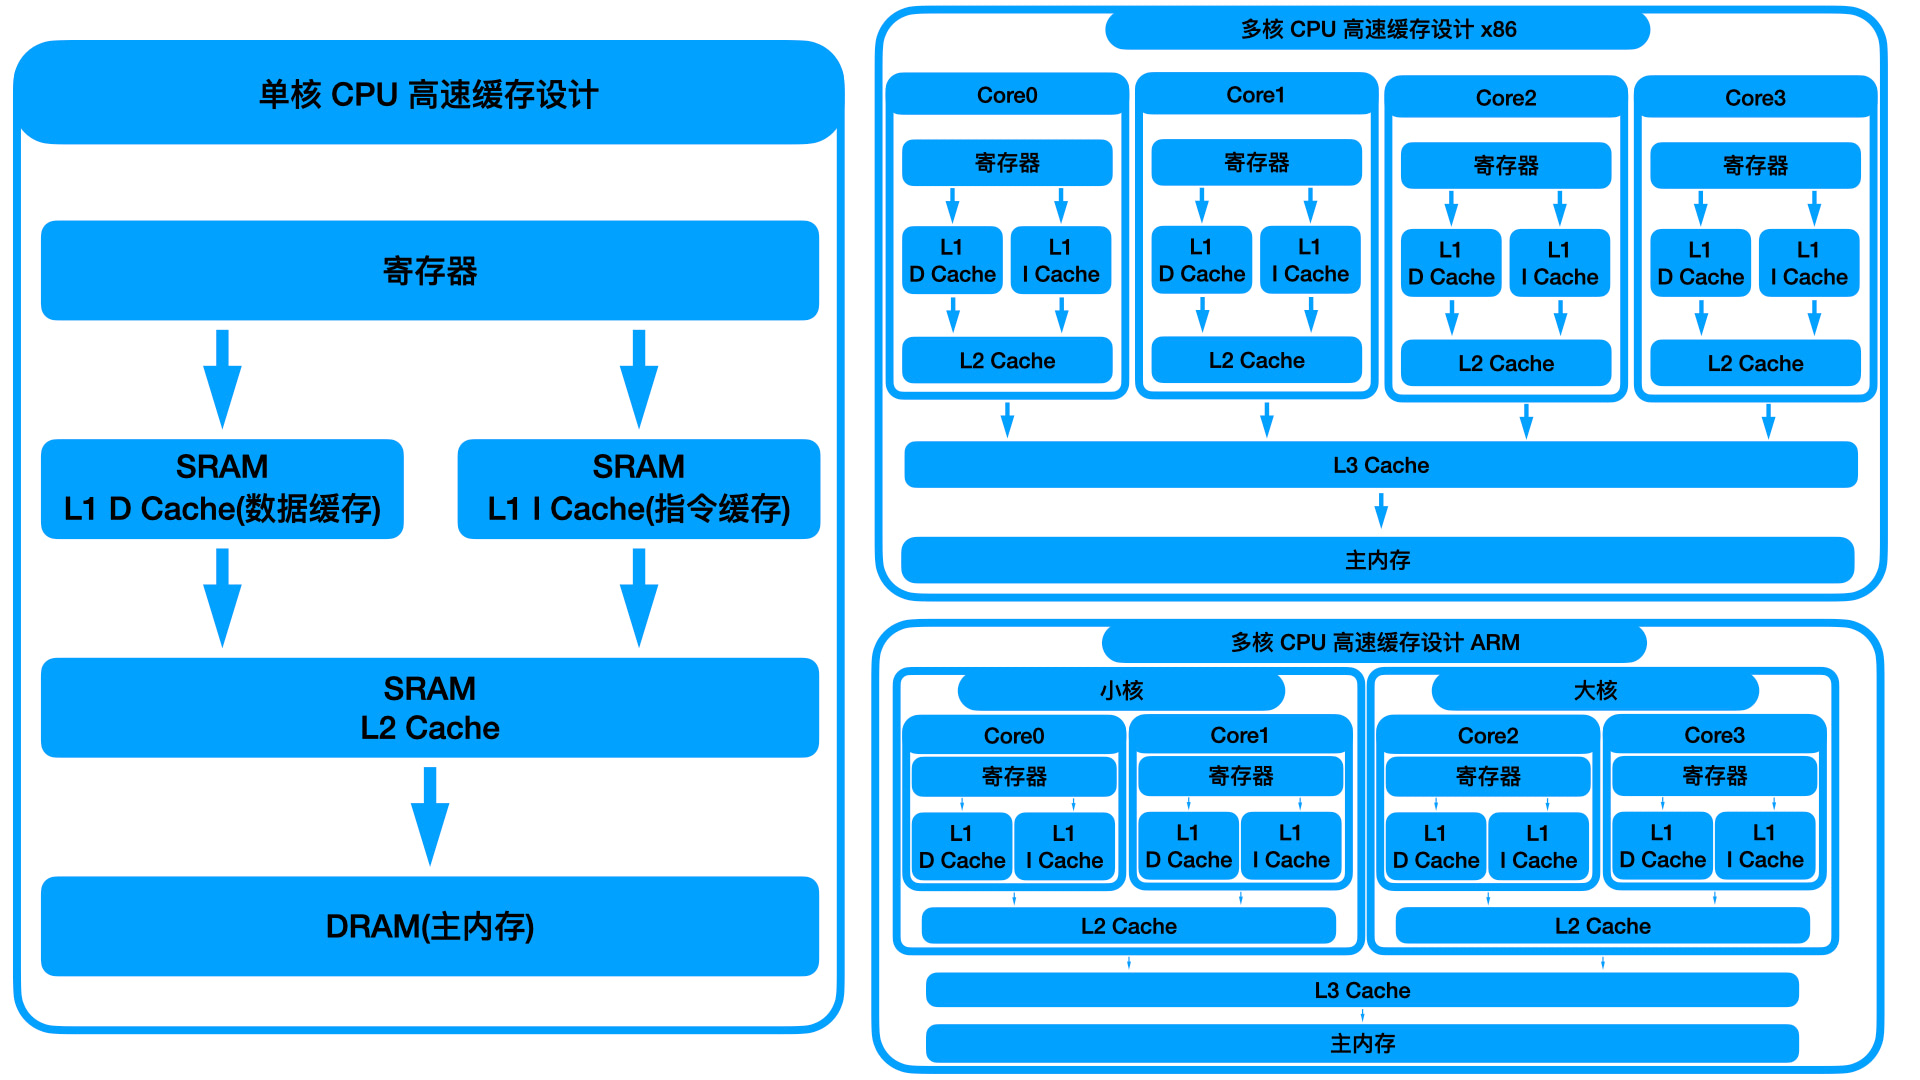 单核 CPU 高速缓存设计
寄存器
SRAM
L1 D Cache(数据缓存)
SRAM
L1 I Cache(指令缓存)
SRAM
L2 Cache
DRAM(主内存)
多核 CPU 高速缓存设计 x86
Core0
寄存器
L1
D Cache
L1
I Cache
L2 Cache
Core1
寄存器
L1
D Cache
L1
I Cache
L2 Cache
Core2
寄存器
L1
D Cache
L1
I Cache
L2 Cache
Core3
寄存器
L1
D Cache
L1
I Cache
L2 Cache
L3 Cache
主内存
多核 CPU 高速缓存设计 ARM
小核
Core0
寄存器
L1
D Cache
L1
I Cache
Core1
寄存器
L1
D Cache
L1
I Cache
L2 Cache
大核
Core2
寄存器
L1
D Cache
L1
I Cache
Core3
寄存器
L1
D Cache
L1
I Cache
L2 Cache
L3 Cache
主内存